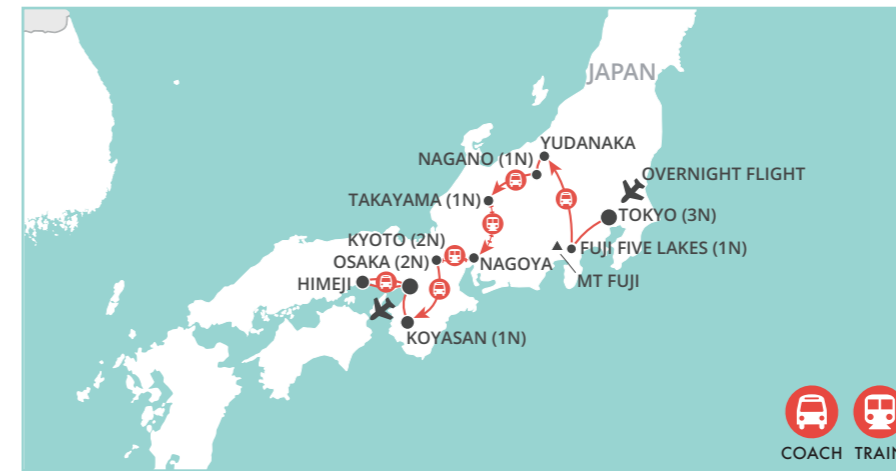 JAPAN
YUDANAKA
NAGANO (1N)
OVERNIGHT FLIGHT
TAKAYAMA (1N)
TOKYO (3N)
KYOTO (2N)
FUJI FIVE LAKES (1N)
OSAKA (2N)
NAGOYA
HIMEJI
MT FUJI
KOYASAN (1N)
COACH TRAIN